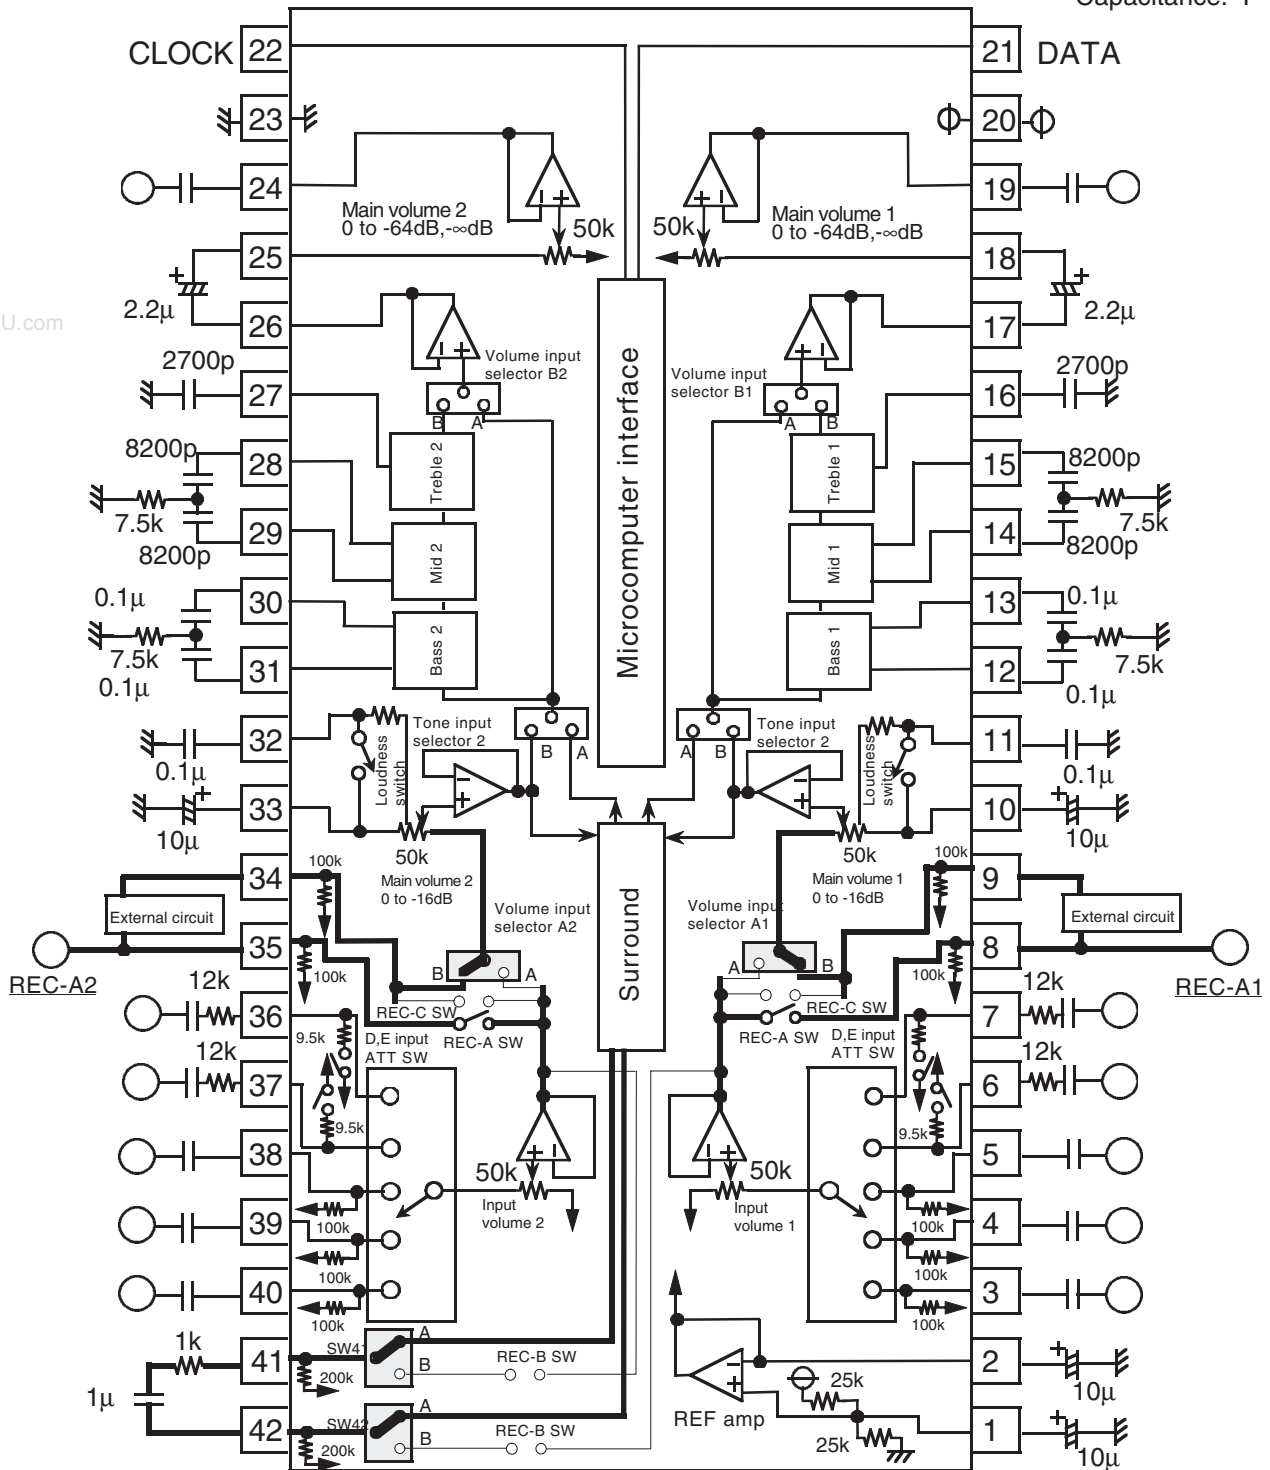 Capacitance:
CLOCK 22
21 DATA
23
20
24
19
Main volume 2
0 to -64dB,-∞dB
50k
50k
Main volume 1
0 to -64dB,-∞dB
25
18
2.2μ
2.2μ
U.com
26
17
Volume input
selector B2
Volume input
selector B1
2700p
2700p
27
16
B A
A B
Treble 2
Treble 1
8200p
28
15
8200p
7.5k
7.5k
29
14
8200p
8200p
Mid 2
Mid 1
Microcomputer interface
0.1μ
30
13
0.1μ
7.5k
7.5k
0.1μ
31
12
0.1μ
Bass 2
Bass 1
32
11
0.1μ
0.1μ
Loudness
switch
Tone input
selector 2
B A
A B
Tone input
selector 2
Loudness
switch
33
10
10μ
10μ
50k
50k
Main volume 2
0 to -16dB
Main volume 1
0 to -16dB
34
100k
100k
9
External circuit
External circuit
Volume input
selector A2
Volume input
selector A1
Surround
35
100k
100k
8
REC-A2
REC-A1
B A
A B
REC-C SW
REC-C SW
REC-A SW
REC-A SW
12k
36
7
12k
9.5k
D,E input
ATT SW
D,E input
ATT SW
12k
37
6
12k
9.5k
9.5k
38
5
50k
50k
Input
volume 2
Input
volume 1
100k
100k
39
4
100k
100k
40
3
100k
100k
1k
41
SW41
A
B
200k
REC-B SW
2
10μ
1μ
REF amp
25k
25k
42
SW42
A
B
200k
REC-B SW
1
10μ